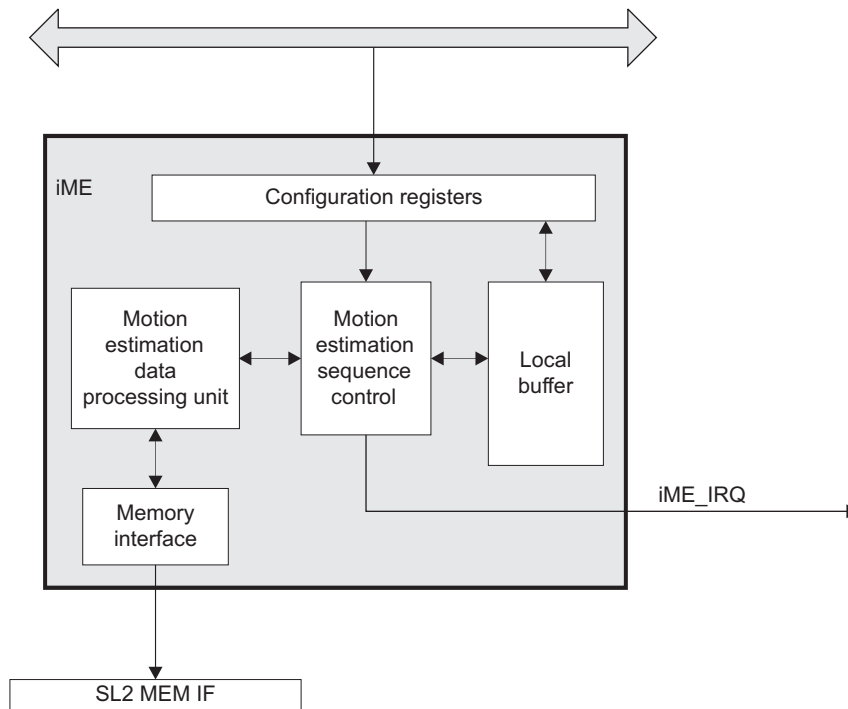 iME
Configuration registers
Motion
estimation
data
processing unit
Motion
estimation
sequence
control
Local
buffer
iME_IRQ
Memory
interface
SL2 MEM IF